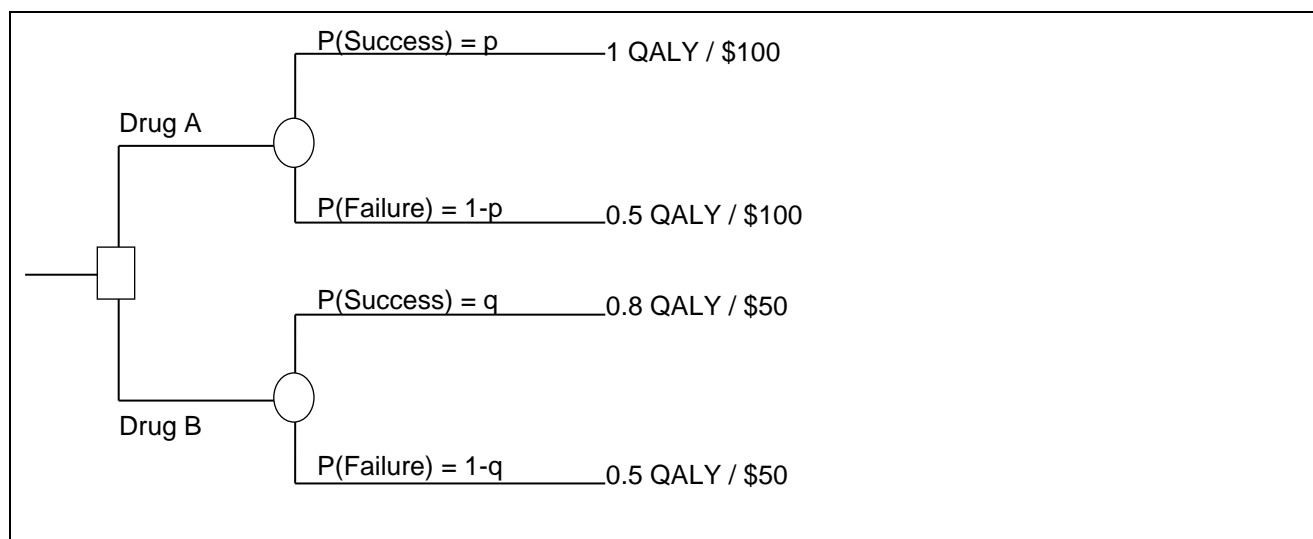 P(Success) = p
1 QALY / $100
Drug A
P(Failure) = 1-p
0.5 QALY / $100
P(Success) = q
0.8 QALY / $50
Drug B
P(Failure) = 1-q
0.5 QALY / $50